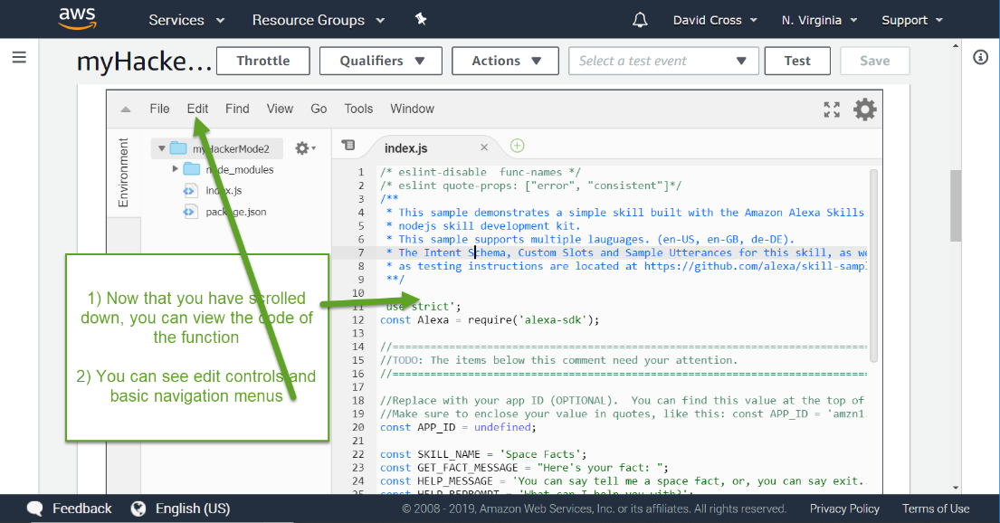 aws
Services
Resource Groups
David Cross
N. Virginia
Support
myHacke...
Throttle
Qualifiers
Actions
Select a test event
Test
Save
File Edit Find View Go Tools Window
Environment
myHackerMode2
node_modules
index.js
package.json
index.js
1 /* eslint-disable  func-names */
2 /* eslint quote-props: ["error", "consistent"]*/
3 /**
4  * This sample demonstrates a simple skill built with the Amazon Alexa Skills
5  * nodejs skill development kit.
6  * This sample supports multiple lauguages. (en-US, en-GB, de-DE).
7  * The Intent Schema, Custom Slots and Sample Utterances for this skill, as we
8  * as testing instructions are located at https://github.com/alexa/skill-samp
9  **/
10
11 'use strict';
12 const Alexa = require('alexa-sdk');
13
14 //=========================================================================
15 //TODO: The items below this comment need your attention.
16 //=========================================================================
17
18 //Replace with your app ID (OPTIONAL).  You can find this value at the top of
19 //Make sure to enclose your value in quotes, like this: const APP_ID = 'amzn1.
20 const APP_ID = undefined;
21
22 const SKILL_NAME = 'Space Facts';
23 const GET_FACT_MESSAGE = "Here's your fact: ";
24 const HELP_MESSAGE = 'You can say tell me a space fact, or, you can say exit..
25 const HELP_REPROMPT = 'What can I help you with?';
1) Now that you have scrolled
down, you can view the code of
the function
2) You can see edit controls and
basic navigation menus
Feedback
English (US)
© 2008 - 2019, Amazon Web Services, Inc. or its affiliates. All rights reserved.
Privacy Policy
Terms of Use